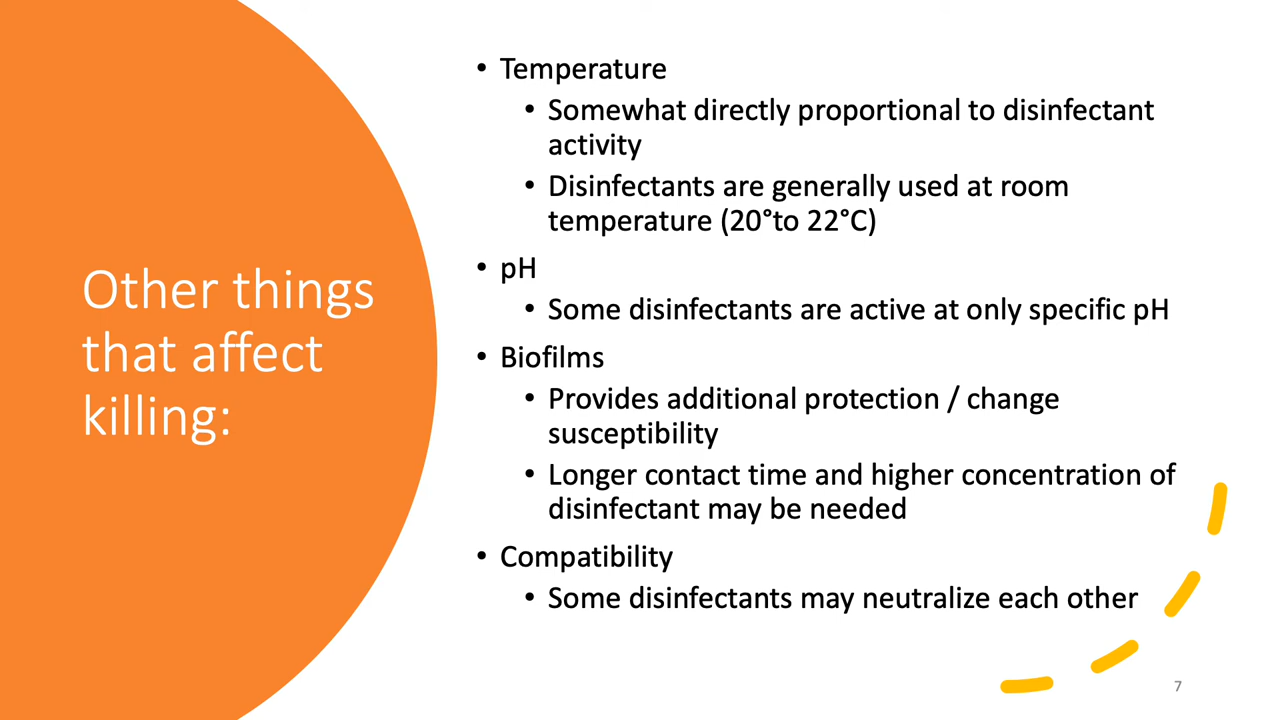 Other things
that affect
killing:
• Temperature
• Somewhat directly proportional to disinfectant
activity
• Disinfectants are generally used at room
temperature (20°to 22°C)
• pH
• Some disinfectants are active at only specific pH
• Biofilms
• Provides additional protection / change
susceptibility
• Longer contact time and higher concentration of
disinfectant may be needed
• Compatibility
• Some disinfectants may neutralize each other
7